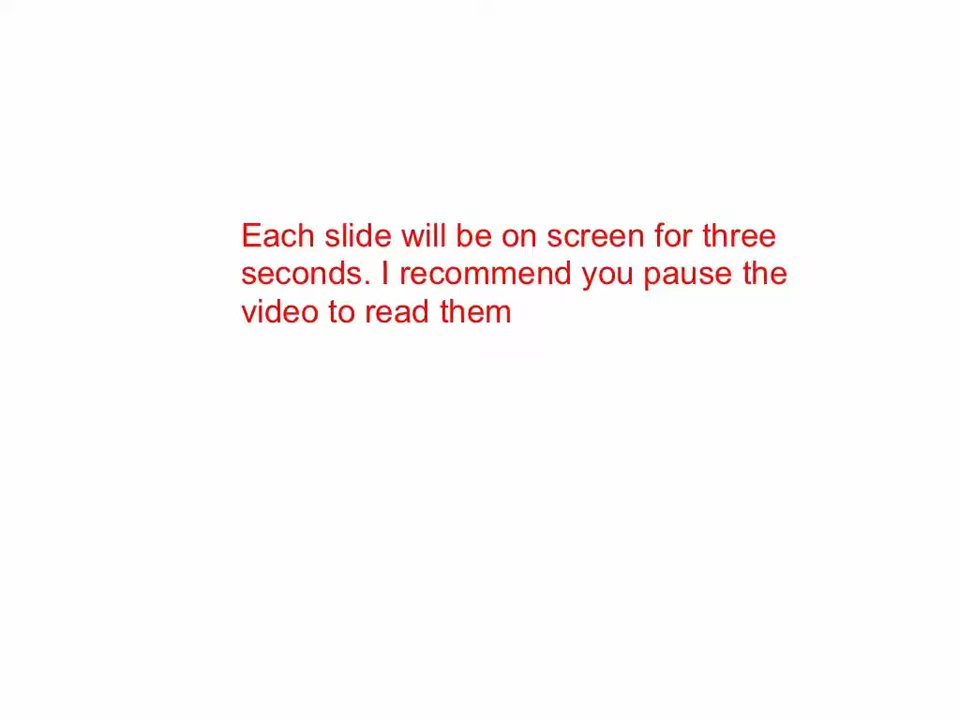 Each slide will be on screen for three
seconds. I recommend you pause the
video to read them